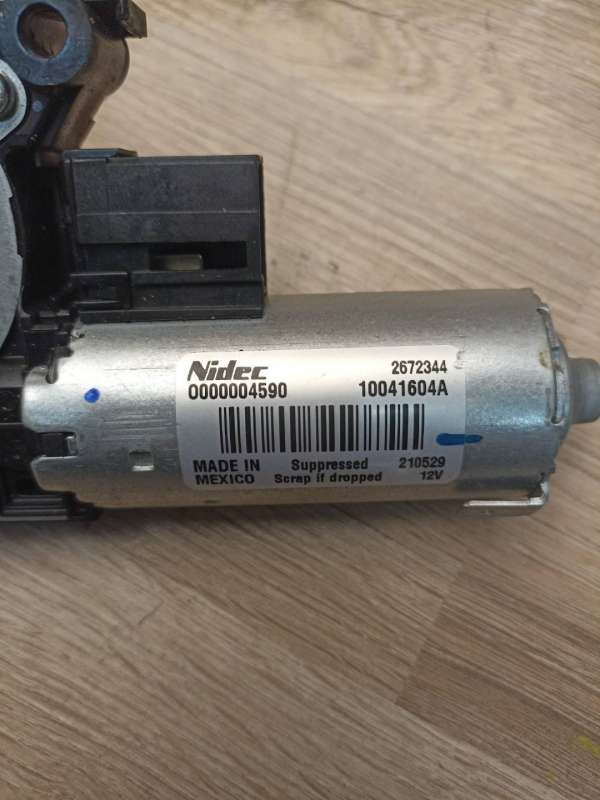 Nidec 2672344
0000004590 10041604A
MADE IN Suppressed 210529
MEXICO Scrap if dropped 12V